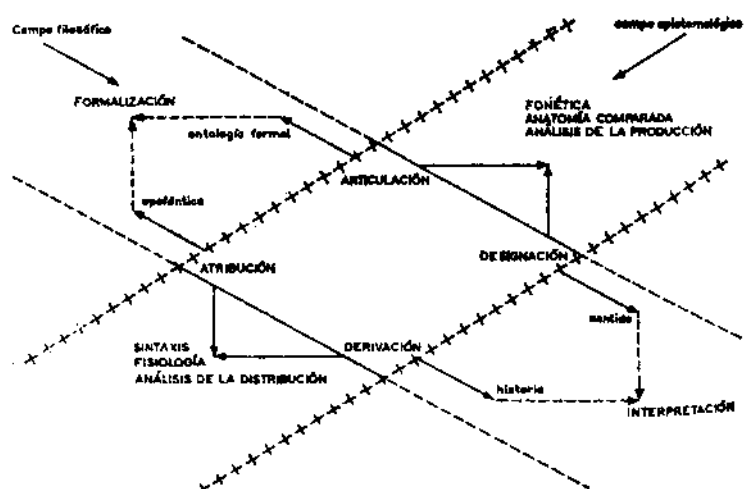 Campo filosófico
campo epistemológico
FORMALIZACIÓN
ontología formal
FONÉTICA
ANATOMÍA COMPARADA
ANÁLISIS DE LA PRODUCCIÓN
ARTICULACIÓN
apofántica
ATRIBUCIÓN
DESIGNACIÓN
sentido
SINTAXIS
FISIOLOGÍA
ANÁLISIS DE LA DISTRIBUCIÓN
DERIVACIÓN
historia
INTERPRETACIÓN